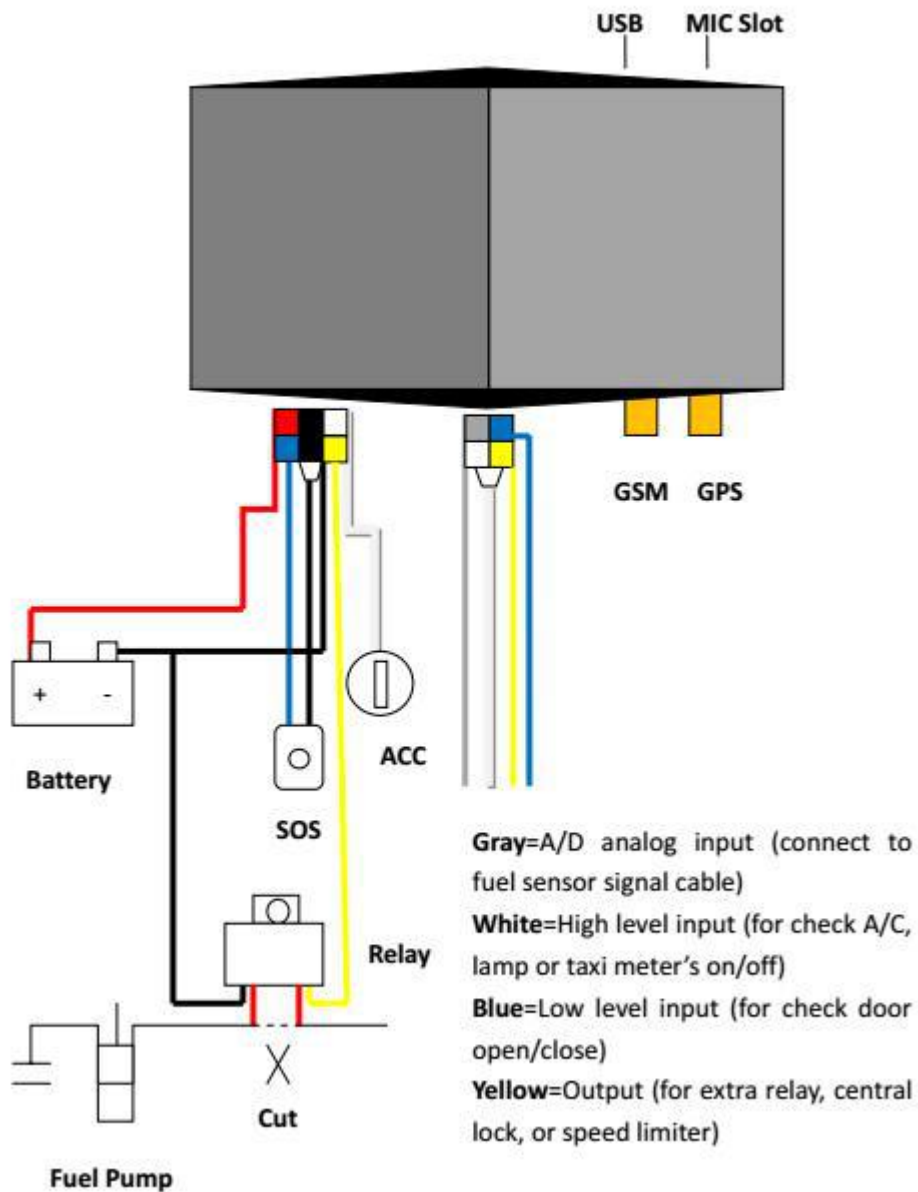 USB MIC Slot
GSM GPS
+ -
Battery
ACC
SOS
Relay
Cut
Fuel Pump
Gray=A/D analog input (connect to
fuel sensor signal cable)
White=High level input (for check A/C,
lamp or taxi meter's on/off)
Blue=Low level input (for check door
open/close)
Yellow=Output (for extra relay, central
lock, or speed limiter)